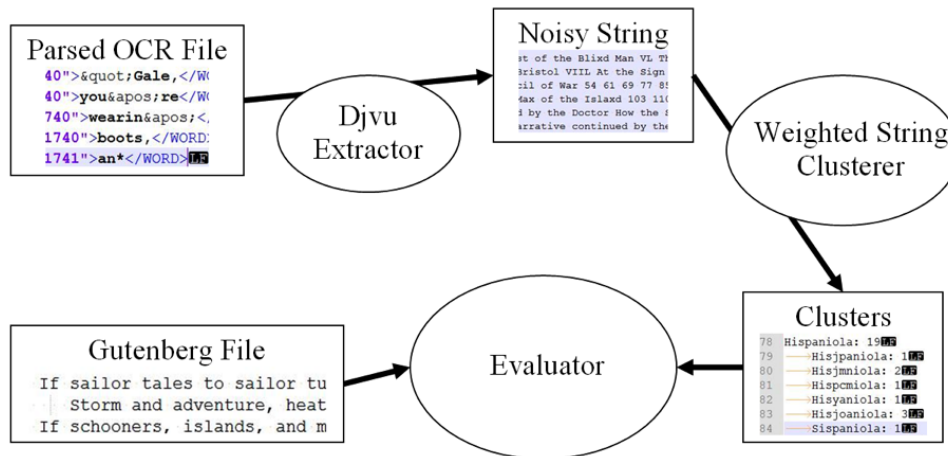 Parsed OCR File
40">&quot;Gale,</WO
40">you&apos;re</W
740">wearin&apos;</
1740">boots,</WORD>
1741">an*</WORD>LF
Djvu
Extractor
Noisy String
st of the Blixd Man VL Th
Bristol VIIL At the Sign
cil of War 54 61 69 77 85
Max of the Islaxd 103 110
d by the Doctor How the S
arrative continued by the
Weighted String
Clusterer
Clusters
78 Hispaniola: 19LF
79 Hisjpaniola: 1LF
80 Hisjmniola: 2LF
81 Hispcmiola: 1LF
82 Hisyaniola: 1LF
83 Hisjoaniola: 3LF
84 Sispaniola: 1LF
Evaluator
Gutenberg File
If sailor tales to sailor tu
Storm and adventure, heat
If schooners, islands, and m